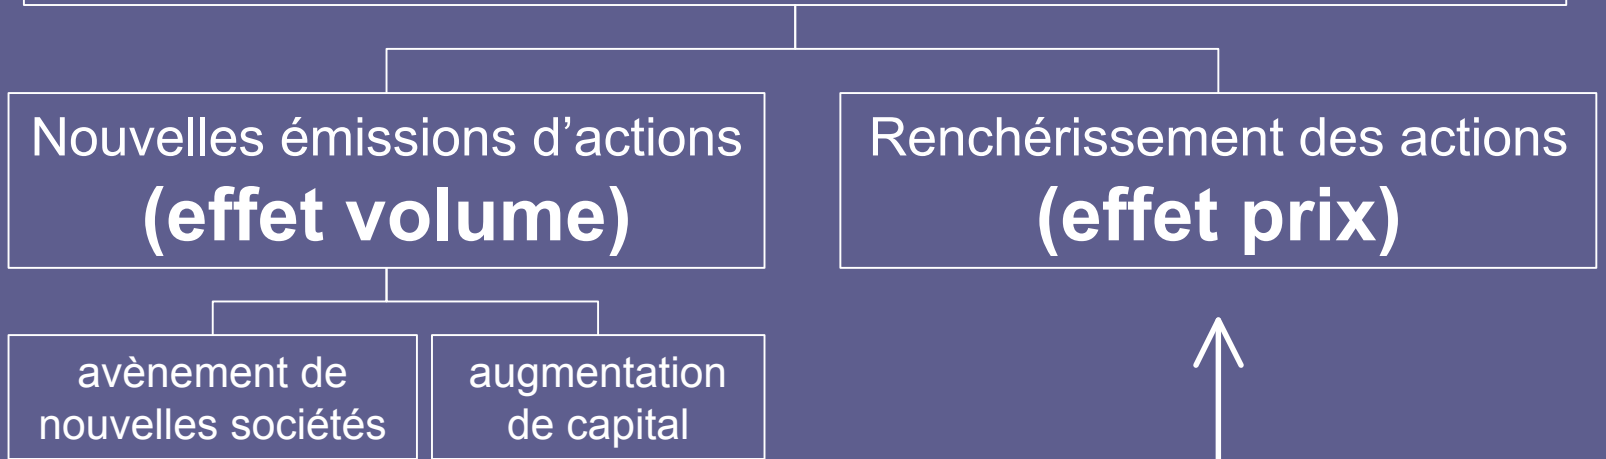 Nouvelles émissions d’actions
(effet volume)
Renchérissement des actions
(effet prix)
avènement de
nouvelles sociétés
augmentation
de capital